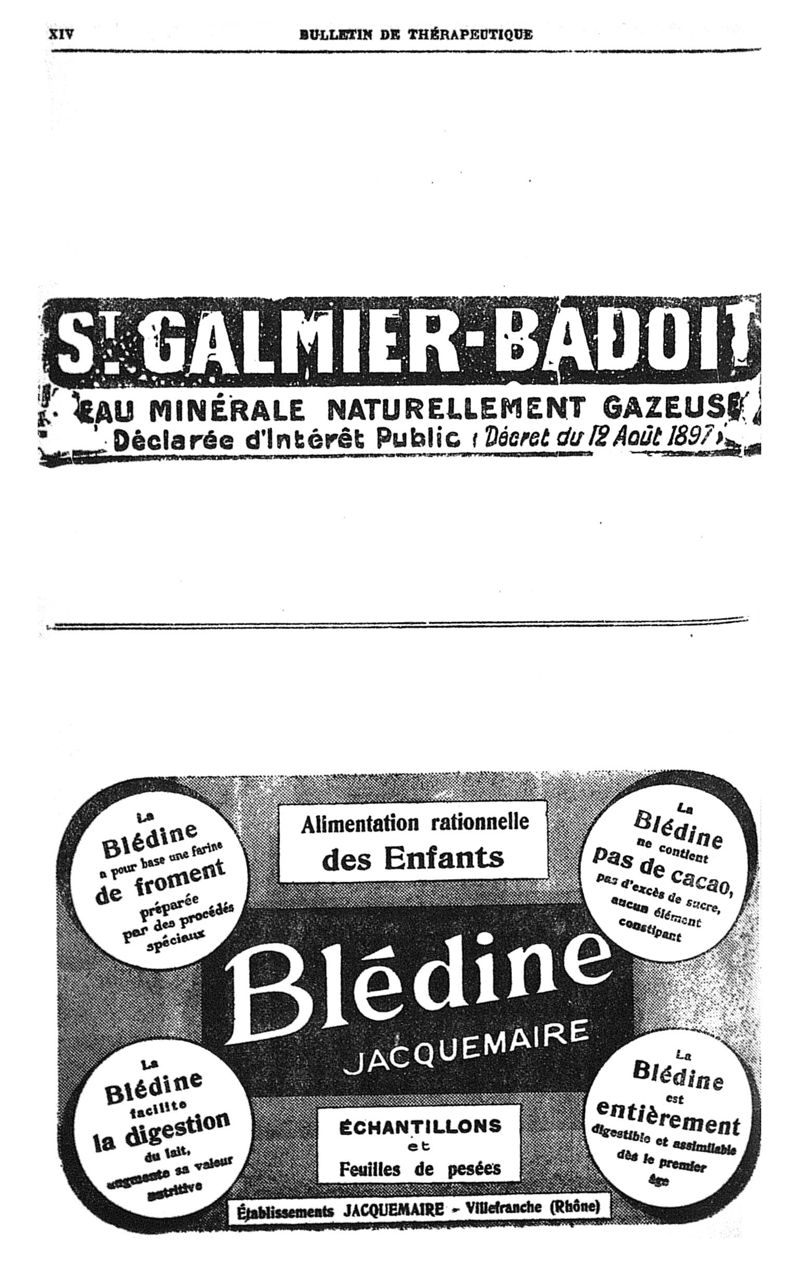 XIV
BULLETIN DE THÉRAPEUTIQUE
ST. GALMIER-BADOIT
EAU MINÉRALE NATURELLEMENT GAZEUSE
Déclarée d'Intérêt Public (Décret du 12 Août 1897)
La
Blédine
a pour base une farine
de froment
préparée
par des procédés
spéciaux
Alimentation rationnelle
des Enfants
La
Blédine
ne contient
pas de cacao,
pas d'excès de sucre,
aucun élément
constipant
Blédine
JACQUEMAIRE
La
Blédine
facilite
la digestion
du lait,
augmente sa valeur
nutritive
ÉCHANTILLONS
et
Feuilles de pesées
La
Blédine
est
entièrement
digestible et assimilable
dès le premier
âge
Établissements JACQUEMAIRE - Villefranche (Rhône)